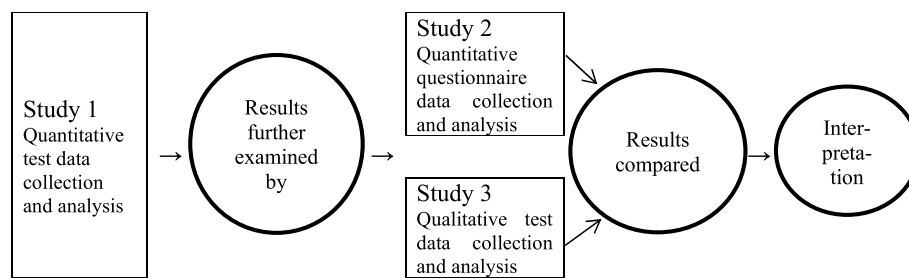 Study 1
Quantitative
test data
collection
and analysis
→
Results
further
examined
by
→
Study 2
Quantitative
questionnaire
data collection
and analysis
Study 3
Qualitative test
data collection
and analysis
Results
compared
→
Inter-
preta-
tion